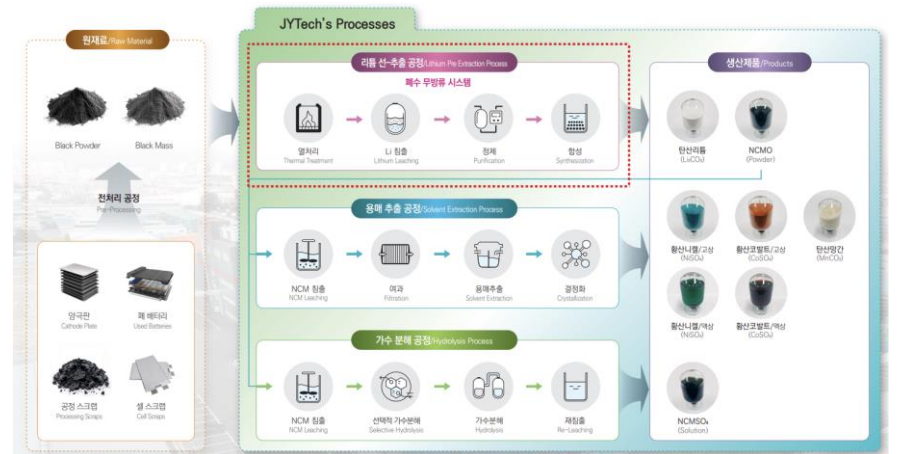 JYTech's Processes
원재료/Raw Material
Black Powder
Black Mass
전처리 공정
Pre-Processing
양극판
Cathode Plate
폐 배터리
Used Batteries
공정 스크랩
Processing Scraps
셀 스크랩
Cell Scraps
리튬 선-추출 공정/Lithium Pre Extraction Process
폐수 무방류 시스템
열처리
Thermal Treatment
Li 침출
Lithium Leaching
정제
Purification
합성
Synthesization
용매 추출 공정/Solvent Extraction Process
NCM 침출
NCM Leaching
여과
Filtration
용매추출
Solvent Extraction
결정화
Crystallization
가수 분해 공정/Hydrolysis Process
NCM 침출
NCM Leaching
선택적 가수분해
Selective Hydrolysis
가수분해
Hydrolysis
재침출
Re-Leaching
생산제품/Products
탄산리튬
(Li₂CO₃)
NCMO
(Powder)
황산니켈/고상
(NiSO₄)
황산코발트/고상
(CoSO₄)
탄산망간
(MnCO₃)
황산니켈/액상
(NiSO₄)
황산코발트/액상
(CoSO₄)
NCMSO₄
(Solution)